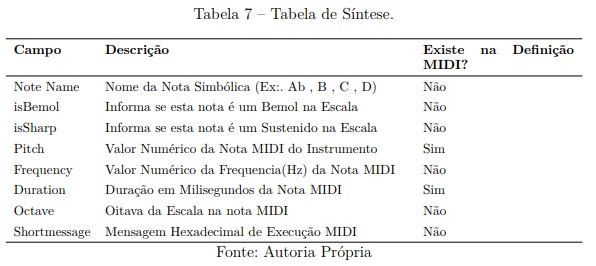 Tabela 7 – Tabela de Síntese.
Campo Descrição Existe na Definição
MIDI?
Note Name Nome da Nota Simbólica (Ex:. Ab , B , C , D) Não
isBemol Informa se esta nota é um Bemol na Escala Não
isSharp Informa se esta nota é um Sustenido na Escala Não
Pitch Valor Numérico da Nota MIDI do Instrumento Sim
Frequency Valor Numérico da Frequencia(Hz) da Nota MIDI Não
Duration Duração em Milisegundos da Nota MIDI Sim
Octave Oitava da Escala na nota MIDI Não
Shortmessage Mensagem Hexadecimal de Execução MIDI Não
Fonte: Autoria Própria